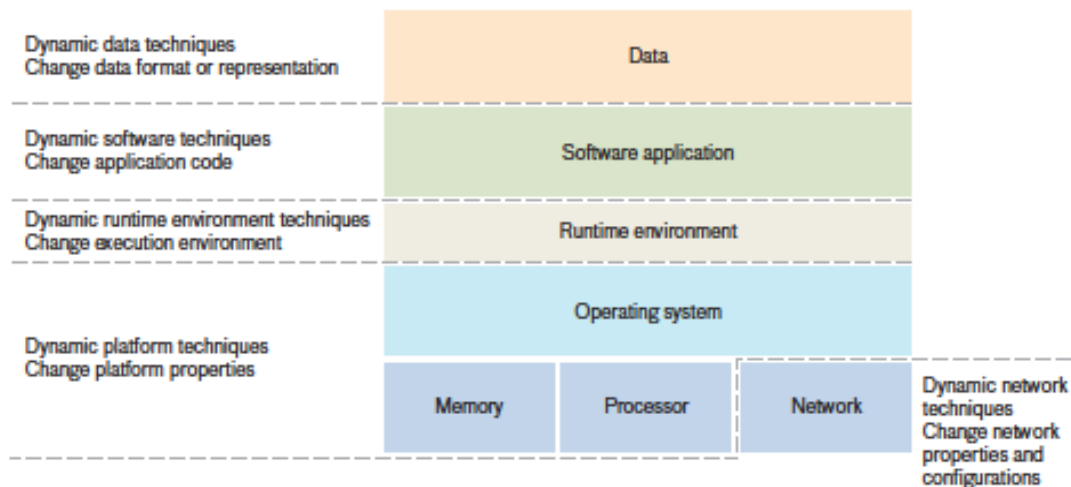 Dynamic data techniques
Change data format or representation
Data
Dynamic software techniques
Change application code
Software application
Dynamic runtime environment techniques
Change execution environment
Runtime environment
Operating system
Dynamic platform techniques
Change platform properties
Memory
Processor
Network
Dynamic network
techniques
Change network
properties and
configurations